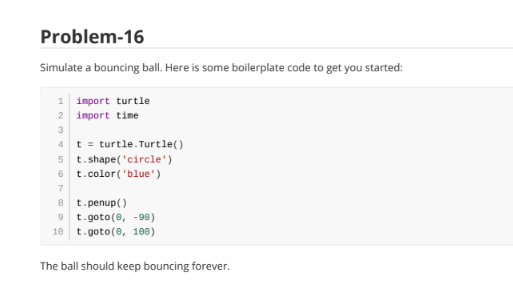 Problem-16
Simulate a bouncing ball. Here is some boilerplate code to get you started:
1 import turtle
2 import time
3
4 t = turtle.Turtle()
5 t.shape('circle')
6 t.color('blue')
7
8 t.penup()
9 t.goto(0, -90)
10 t.goto(0, 100)
The ball should keep bouncing forever.